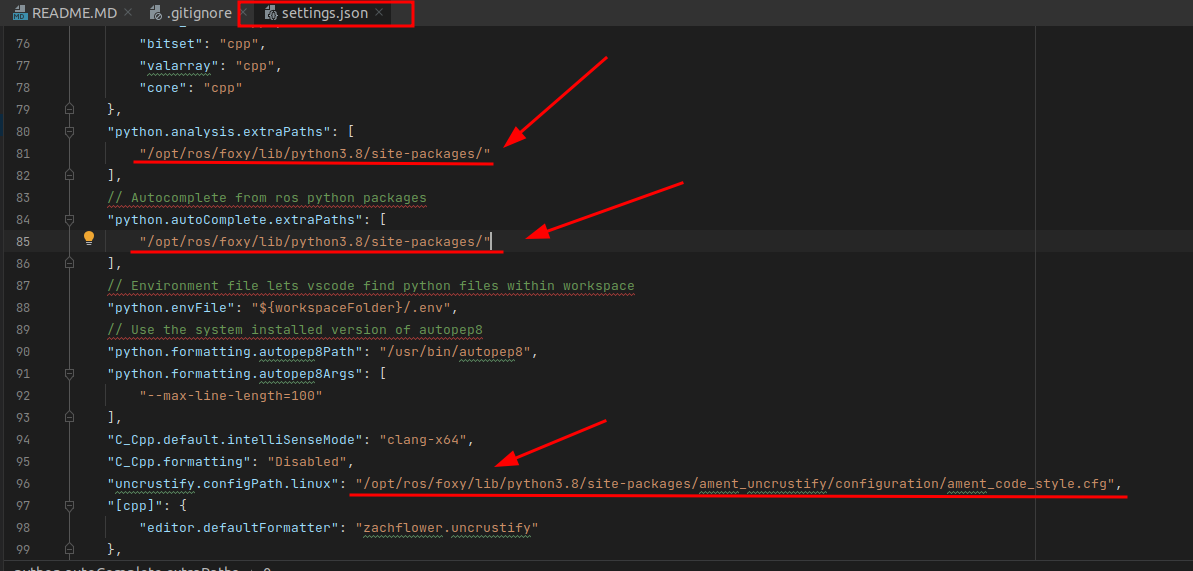 README.MD .gitignore settings.json
76 "bitset": "cpp",
77 "valarray": "cpp",
78 "core": "cpp"
79 },
80 "python.analysis.extraPaths": [
81 "/opt/ros/foxy/lib/python3.8/site-packages/"
82 ],
83 // Autocomplete from ros python packages
84 "python.autoComplete.extraPaths": [
85 "/opt/ros/foxy/lib/python3.8/site-packages/"
86 ],
87 // Environment file lets vscode find python files within workspace
88 "python.envFile": "${workspaceFolder}/.env",
89 // Use the system installed version of autopep8
90 "python.formatting.autopep8Path": "/usr/bin/autopep8",
91 "python.formatting.autopep8Args": [
92 "--max-line-length=100"
93 ],
94 "C_Cpp.default.intelliSenseMode": "clang-x64",
95 "C_Cpp.formatting": "Disabled",
96 "uncrustify.configPath.linux": "/opt/ros/foxy/lib/python3.8/site-packages/ament_uncrustify/configuration/ament_code_style.cfg",
97 "[cpp]": {
98 "editor.defaultFormatter": "zachflower.uncrustify"
99 },